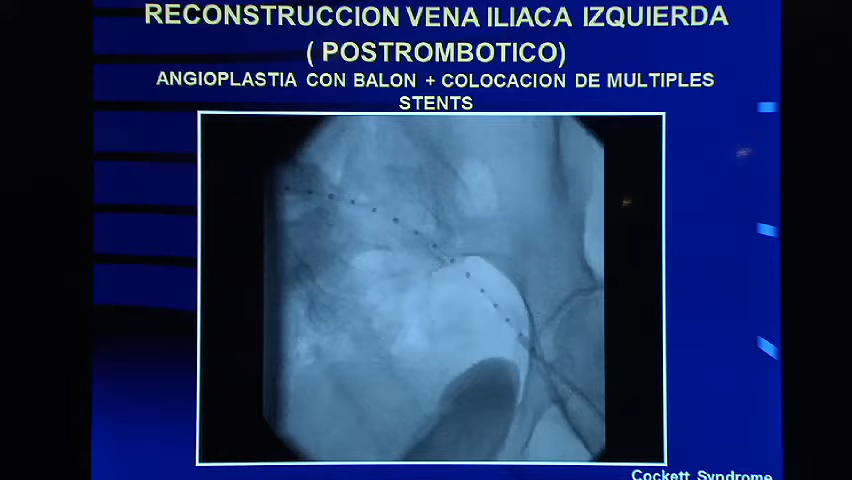 RECONSTRUCCION VENA ILIACA IZQUIERDA
( POSTROMBOTICO)
ANGIOPLASTIA CON BALON + COLOCACION DE MULTIPLES
STENTS
Cockett Syndrome